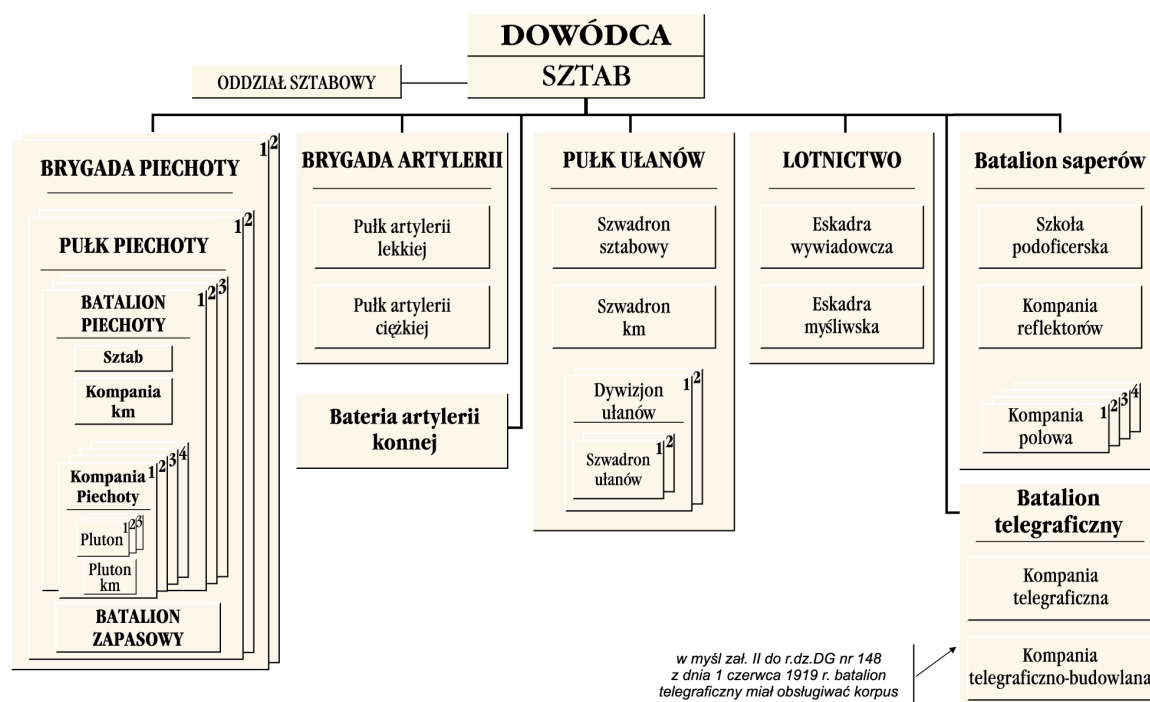 DOWÓDCA
SZTAB
ODDZIAŁ SZTABOWY
BRYGADA PIECHOTY
1 2
PUŁK PIECHOTY
1 2
BATALION
PIECHOTY
1 2 3
Sztab
Kompania
km
Kompania
Piechoty
1 2 3 4
Pluton
1 2 3
Pluton
km
BATALION
ZAPASOWY
BRYGADA ARTYLERII
Pułk artylerii
lekkiej
Pułk artylerii
ciężkiej
Bateria artylerii
konnej
PUŁK UŁANÓW
Szwadron
sztabowy
Szwadron
km
Dywizjon
ułanów
1 2
Szwadron
ułanów
1 2
LOTNICTWO
Eskadra
wywiadowcza
Eskadra
myśliwska
Batalion saperów
Szkoła
podoficerska
Kompania
reflektorów
Kompania
polowa
1 2 3 4
Batalion
telegraficzny
Kompania
telegraficzna
Kompania
telegraficzno-budowlana
w myśl zał. II do r.dz.DG nr 148
z dnia 1 czerwca 1919 r. batalion
telegraficzny miał obsługiwać korpus